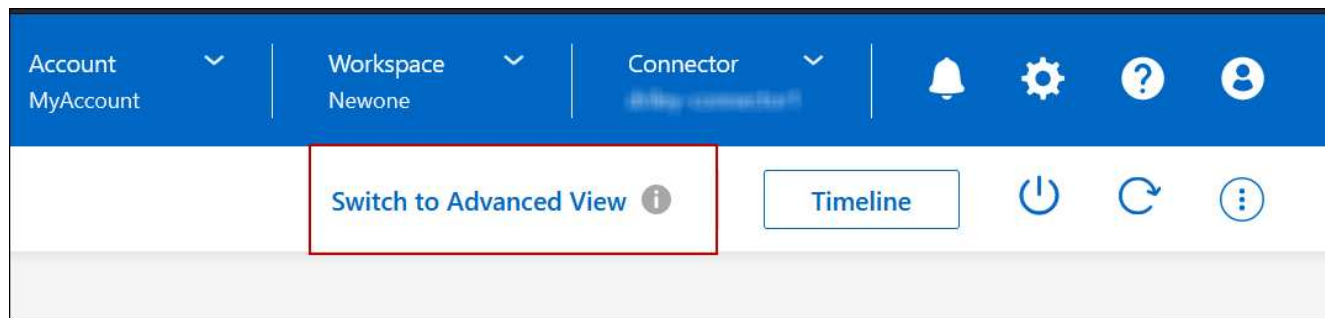 Account
MyAccount
Workspace
Newone
Connector
Switch to Advanced View
Timeline